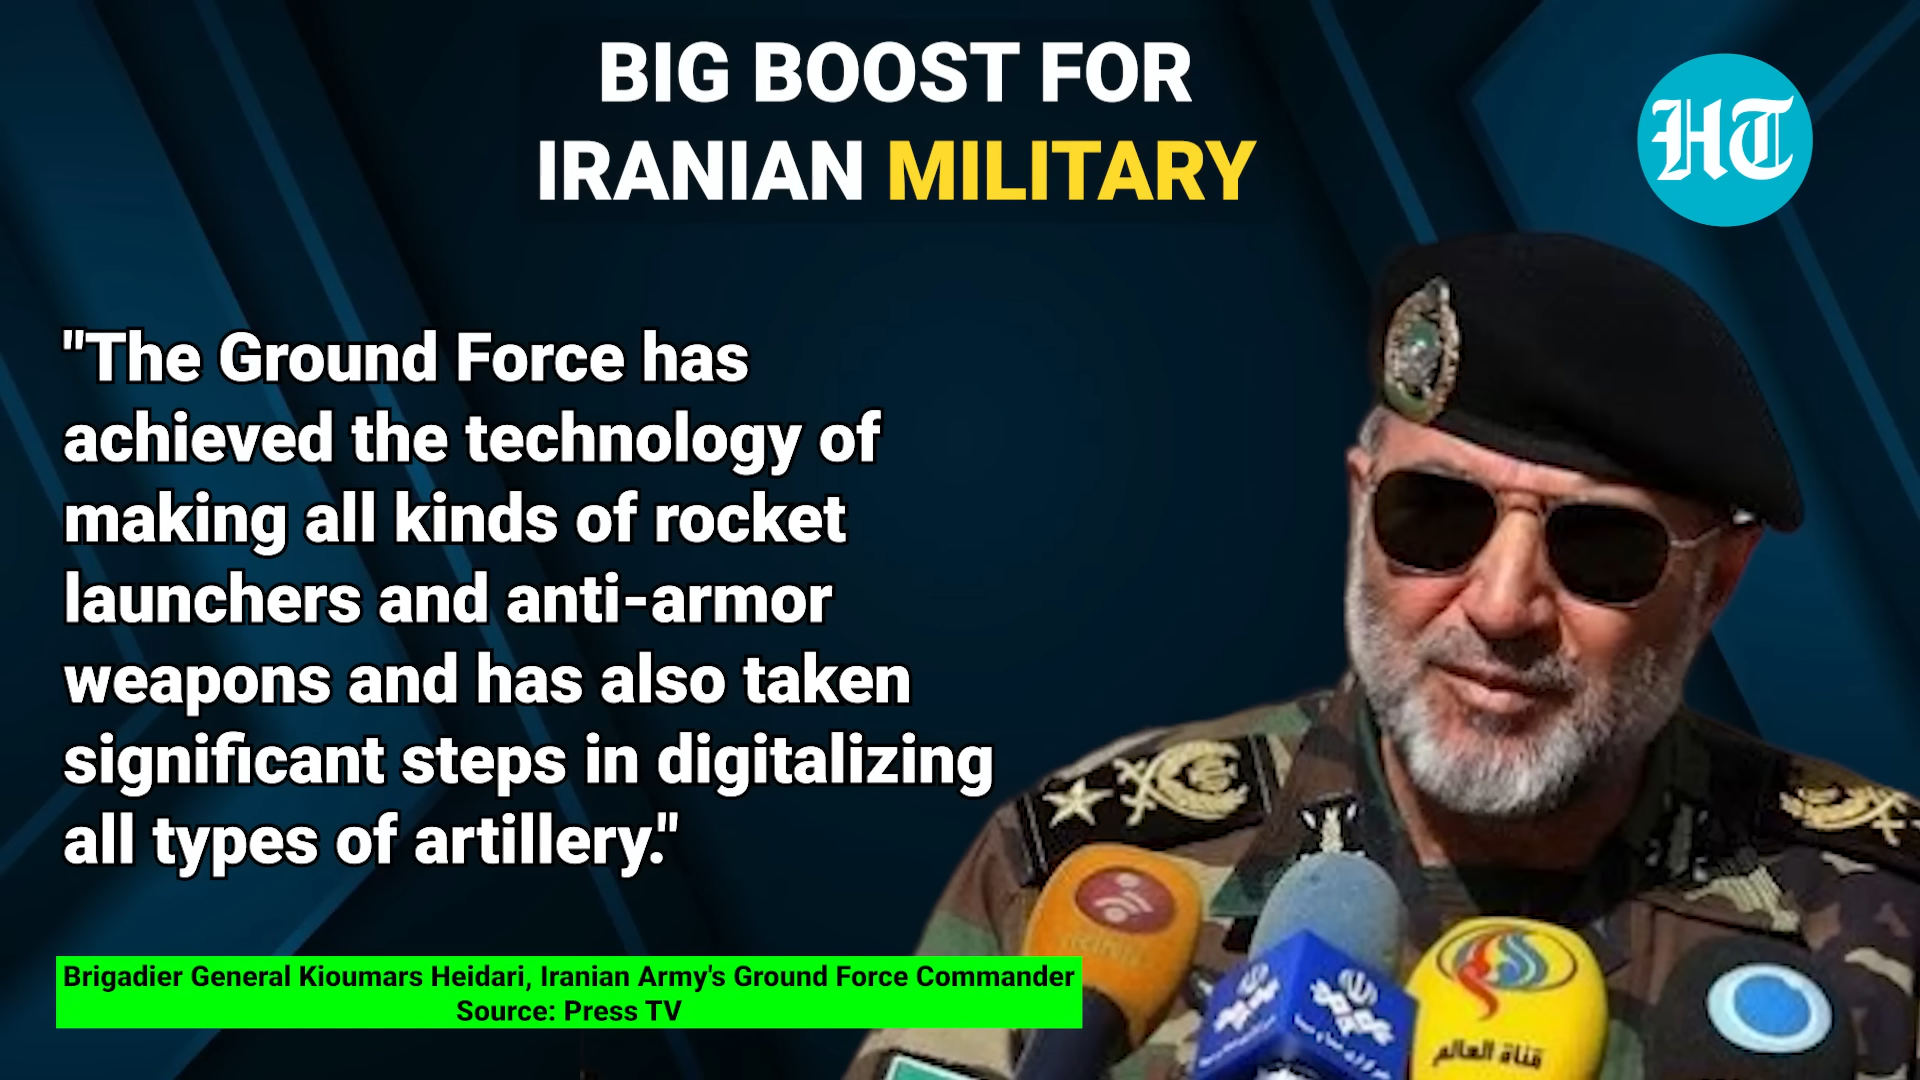 BIG BOOST FOR
IRANIAN MILITARY
HT
"The Ground Force has
achieved the technology of
making all kinds of rocket
launchers and anti-armor
weapons and has also taken
significant steps in digitalizing
all types of artillery."
Brigadier General Kioumars Heidari, Iranian Army's Ground Force Commander
Source: Press TV
قناة العالم